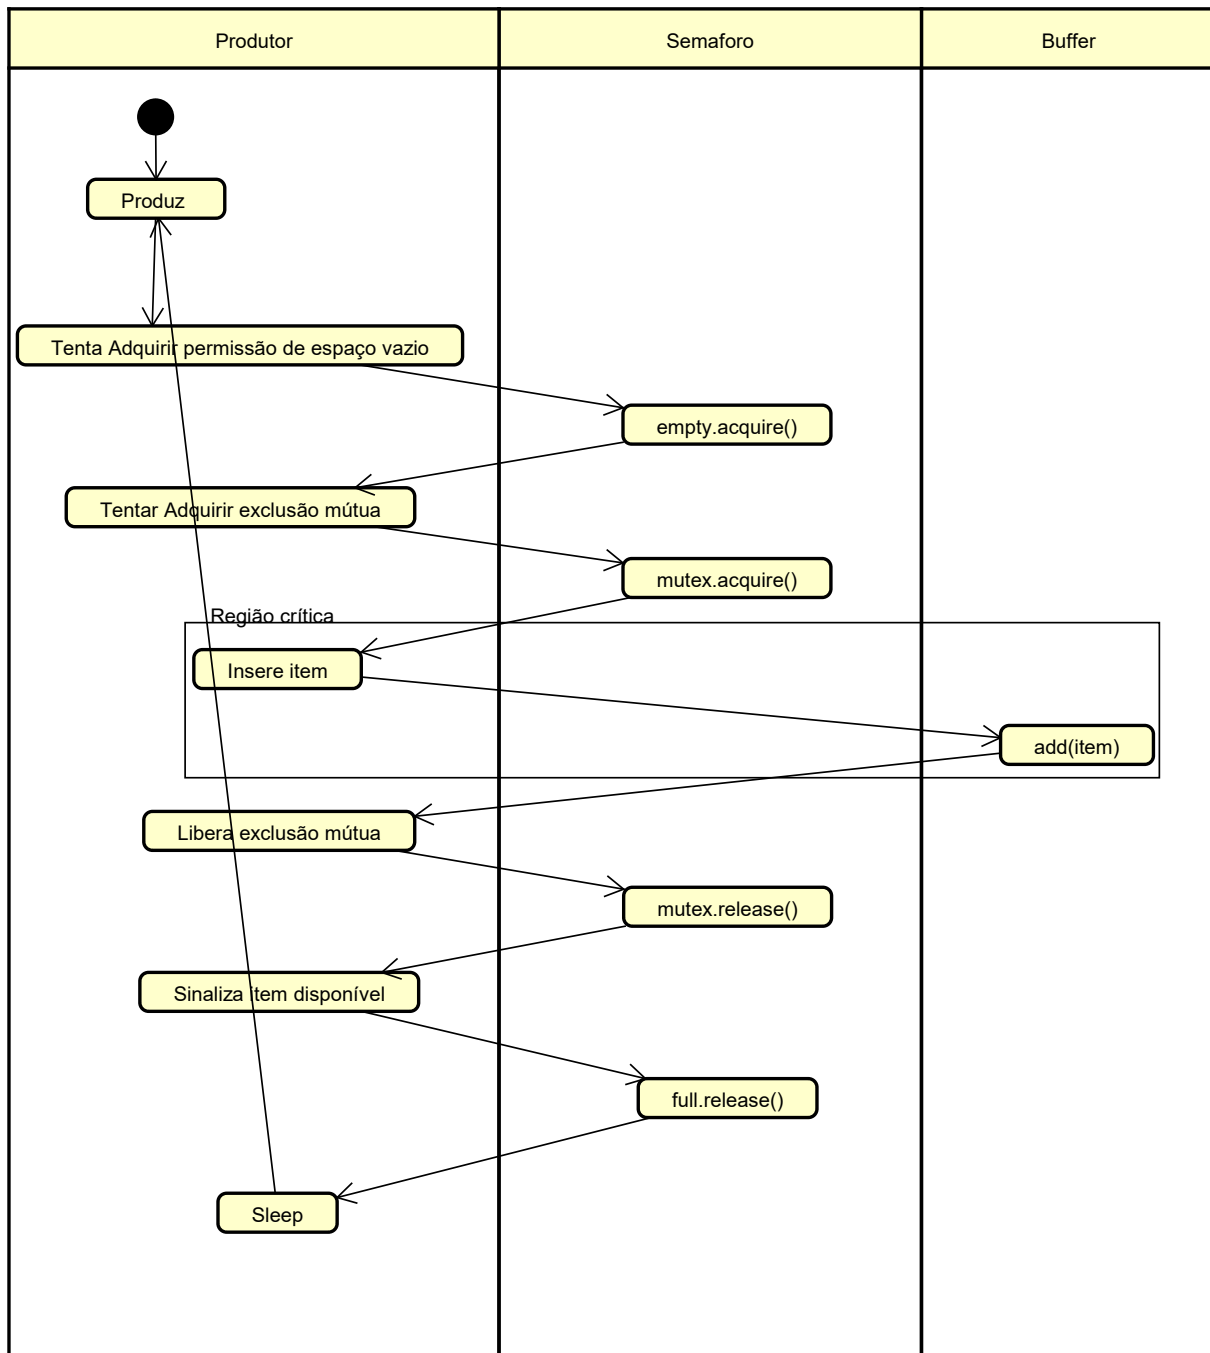 Produtor
Semaforo
Buffer
Produz
Tenta Adquirir permissão de espaço vazio
empty.acquire()
Tentar Adquirir exclusão mútua
mutex.acquire()
Região crítica
Insere item
add(item)
Libera exclusão mútua
mutex.release()
Sinaliza item disponível
full.release()
Sleep